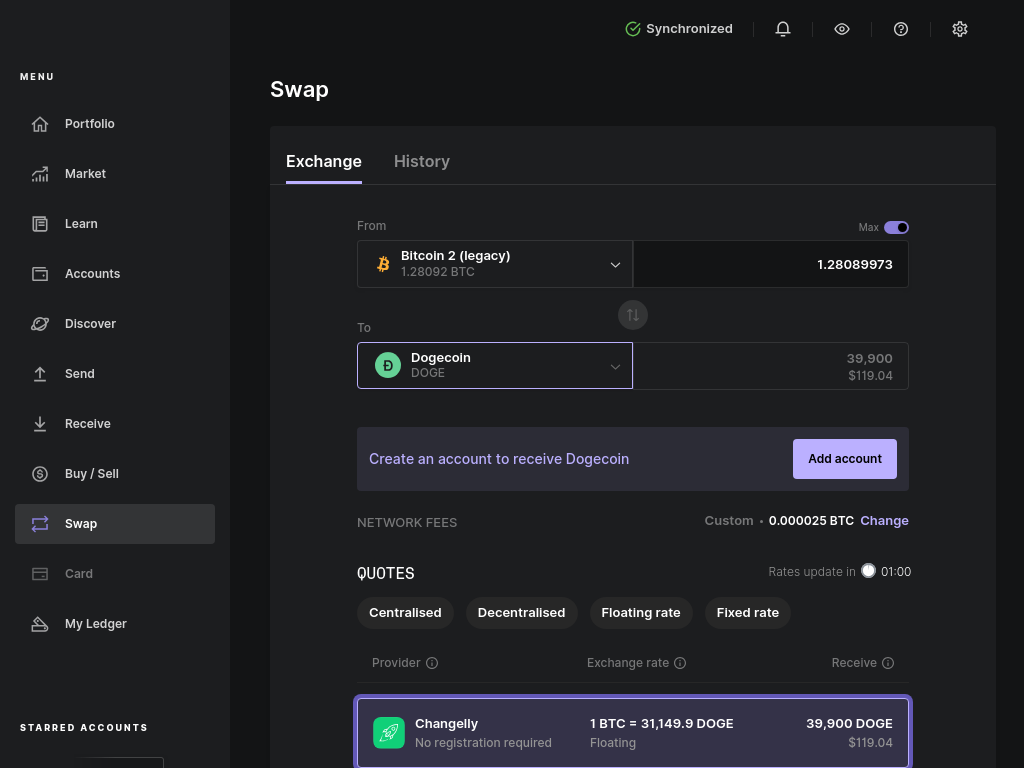 Synchronized
MENU
Portfolio
Market
Learn
Accounts
Discover
Send
Receive
Buy / Sell
Swap
Card
My Ledger
STARRED ACCOUNTS
Swap
Exchange
History
From
Max
Bitcoin 2 (legacy)
1.28092 BTC
1.28089973
To
Dogecoin
DOGE
39,900
$119.04
Create an account to receive Dogecoin
Add account
NETWORK FEES
Custom • 0.000025 BTC Change
QUOTES
Rates update in 01:00
Centralised
Decentralised
Floating rate
Fixed rate
Provider
Exchange rate
Receive
Changelly
1 BTC = 31,149.9 DOGE
39,900 DOGE
No registration required
Floating
$119.04